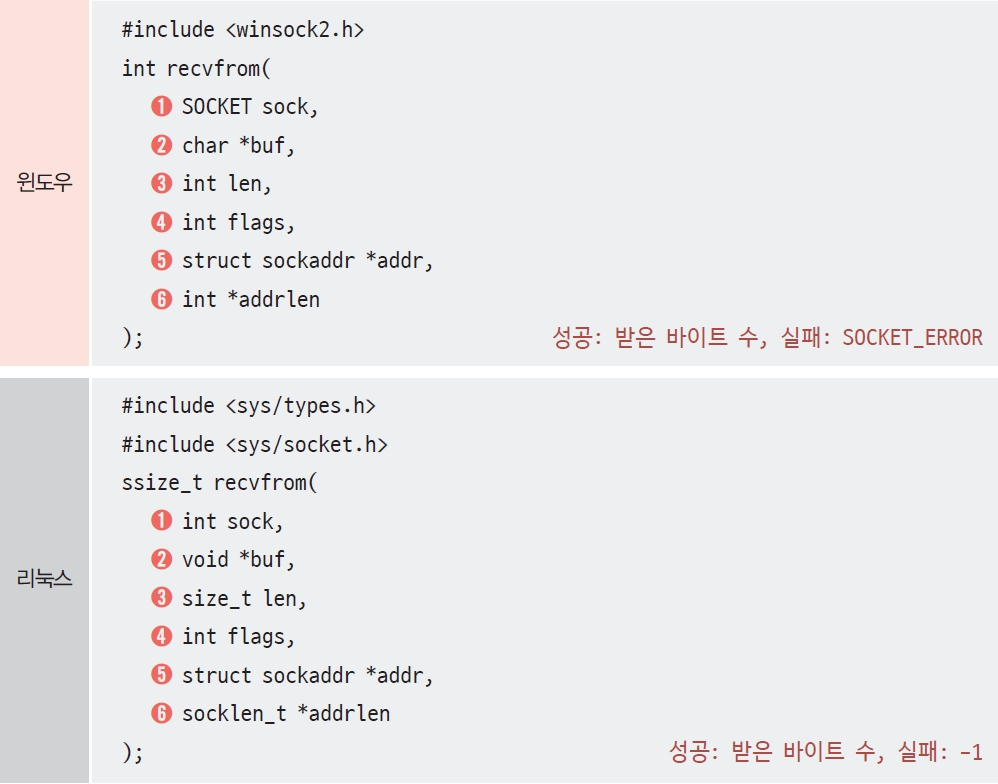 윈도우
#include <winsock2.h>
int recvfrom(
❶ SOCKET sock,
❷ char *buf,
❸ int len,
❹ int flags,
❺ struct sockaddr *addr,
❻ int *addrlen
);
성공: 받은 바이트 수, 실패: SOCKET_ERROR
리눅스
#include <sys/types.h>
#include <sys/socket.h>
ssize_t recvfrom(
❶ int sock,
❷ void *buf,
❸ size_t len,
❹ int flags,
❺ struct sockaddr *addr,
❻ socklen_t *addrlen
);
성공: 받은 바이트 수, 실패: -1